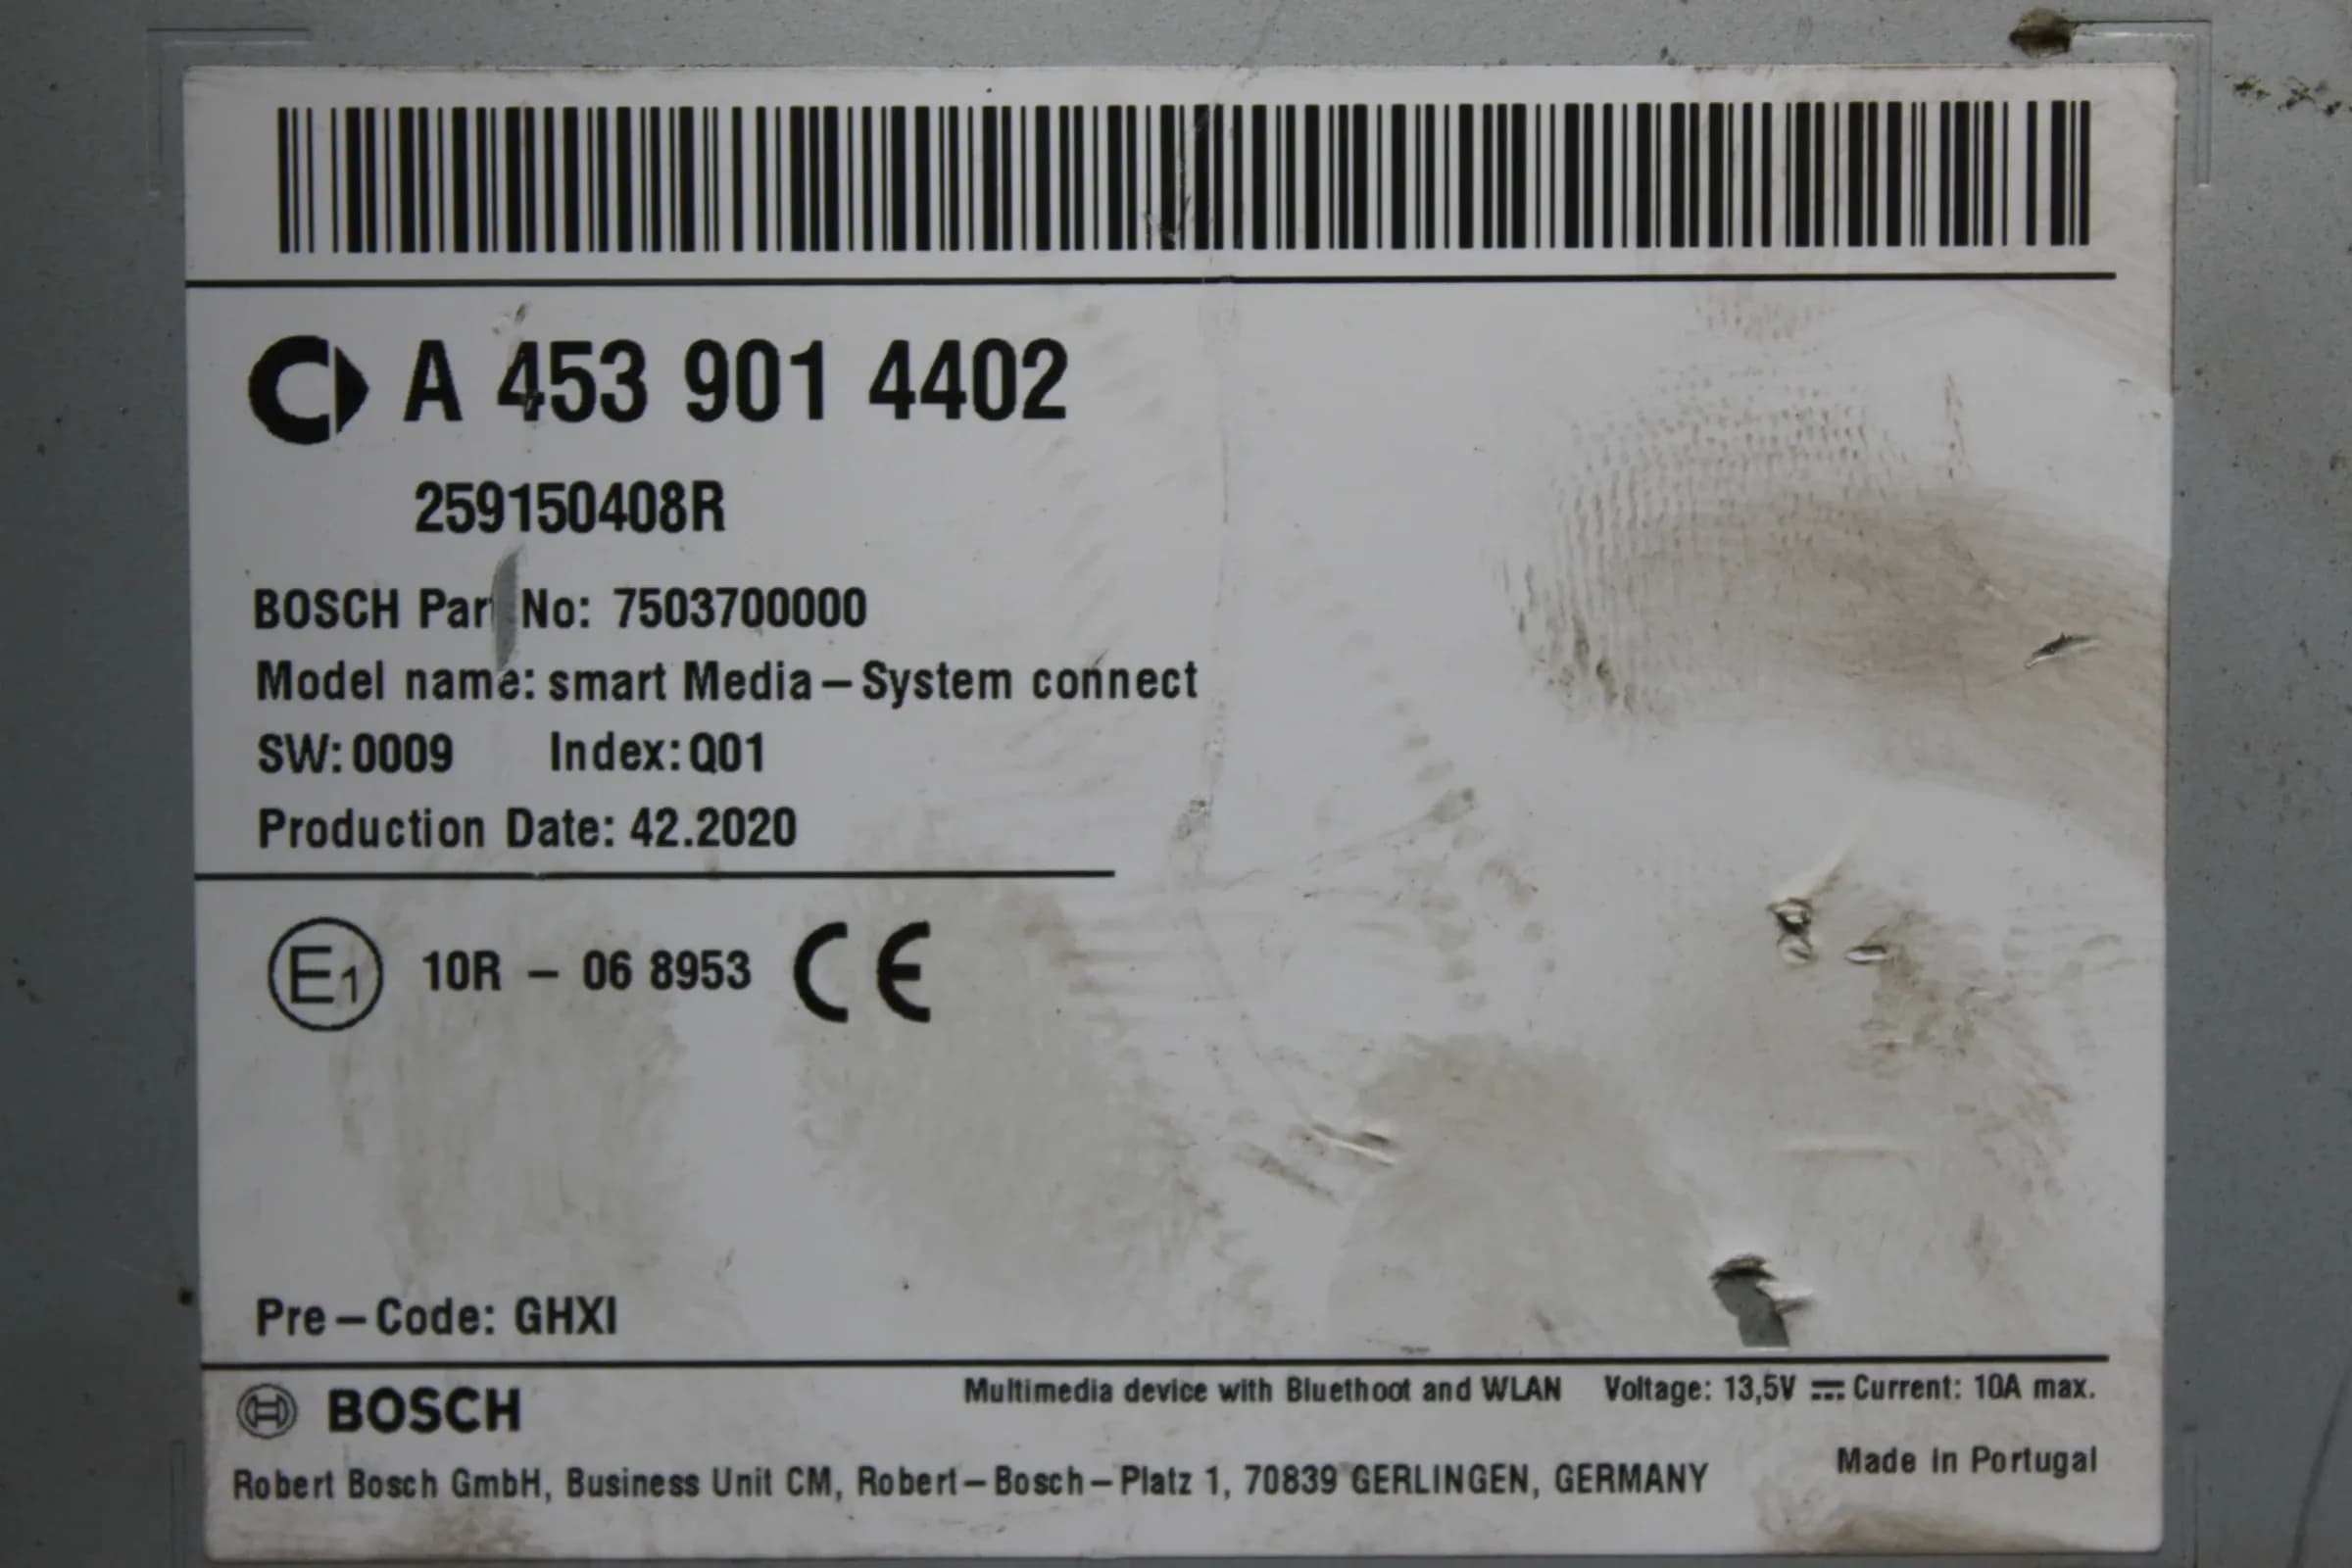 A 453 901 4402
259150408R
BOSCH Part No: 7503700000
Model name: smart Media-System connect
SW:0009 Index:Q01
Production Date: 42.2020
E1 10R - 06 8953 CE
Pre-Code: GHXI
BOSCH
Multimedia device with Bluethoot and WLAN Voltage: 13,5V ⎓ Current: 10A max.
Made in Portugal
Robert Bosch GmbH, Business Unit CM, Robert-Bosch-Platz 1, 70839 GERLINGEN, GERMANY